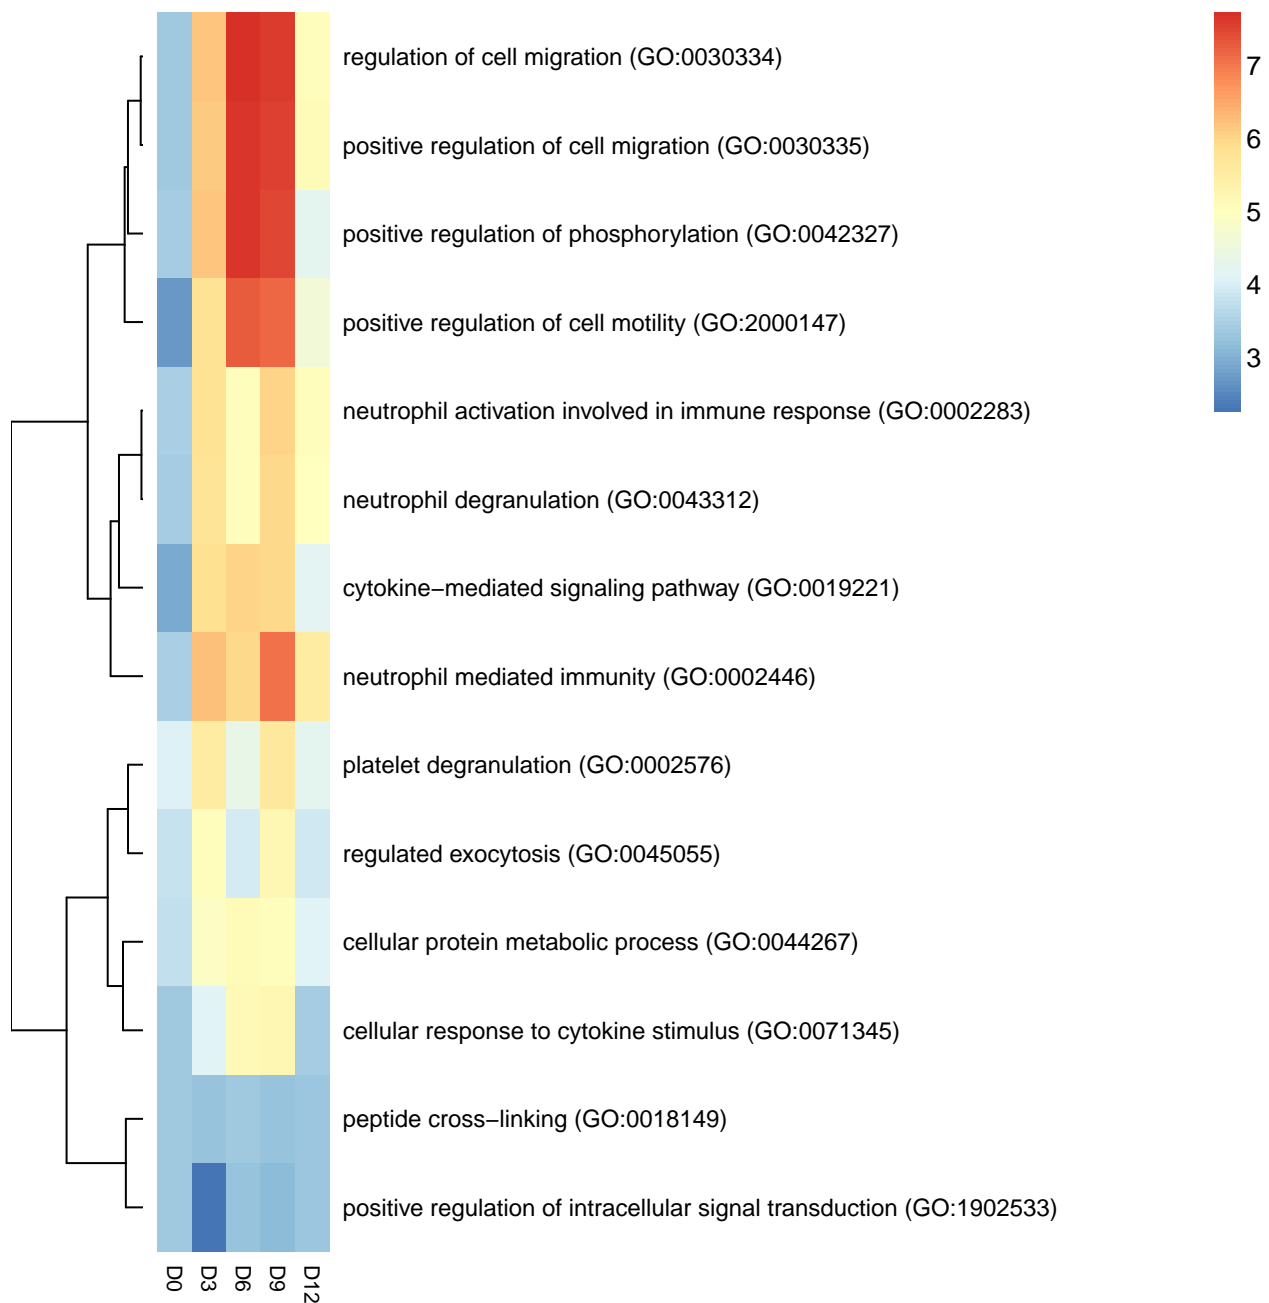 regulation of cell migration (GO:0030334)
positive regulation of cell migration (GO:0030335)
positive regulation of phosphorylation (GO:0042327)
positive regulation of cell motility (GO:2000147)
neutrophil activation involved in immune response (GO:0002283)
neutrophil degranulation (GO:0043312)
cytokine−mediated signaling pathway (GO:0019221)
neutrophil mediated immunity (GO:0002446)
platelet degranulation (GO:0002576)
regulated exocytosis (GO:0045055)
cellular protein metabolic process (GO:0044267)
cellular response to cytokine stimulus (GO:0071345)
peptide cross−linking (GO:0018149)
positive regulation of intracellular signal transduction (GO:1902533)
D0
D3
D6
D9
D12
7
6
5
4
3